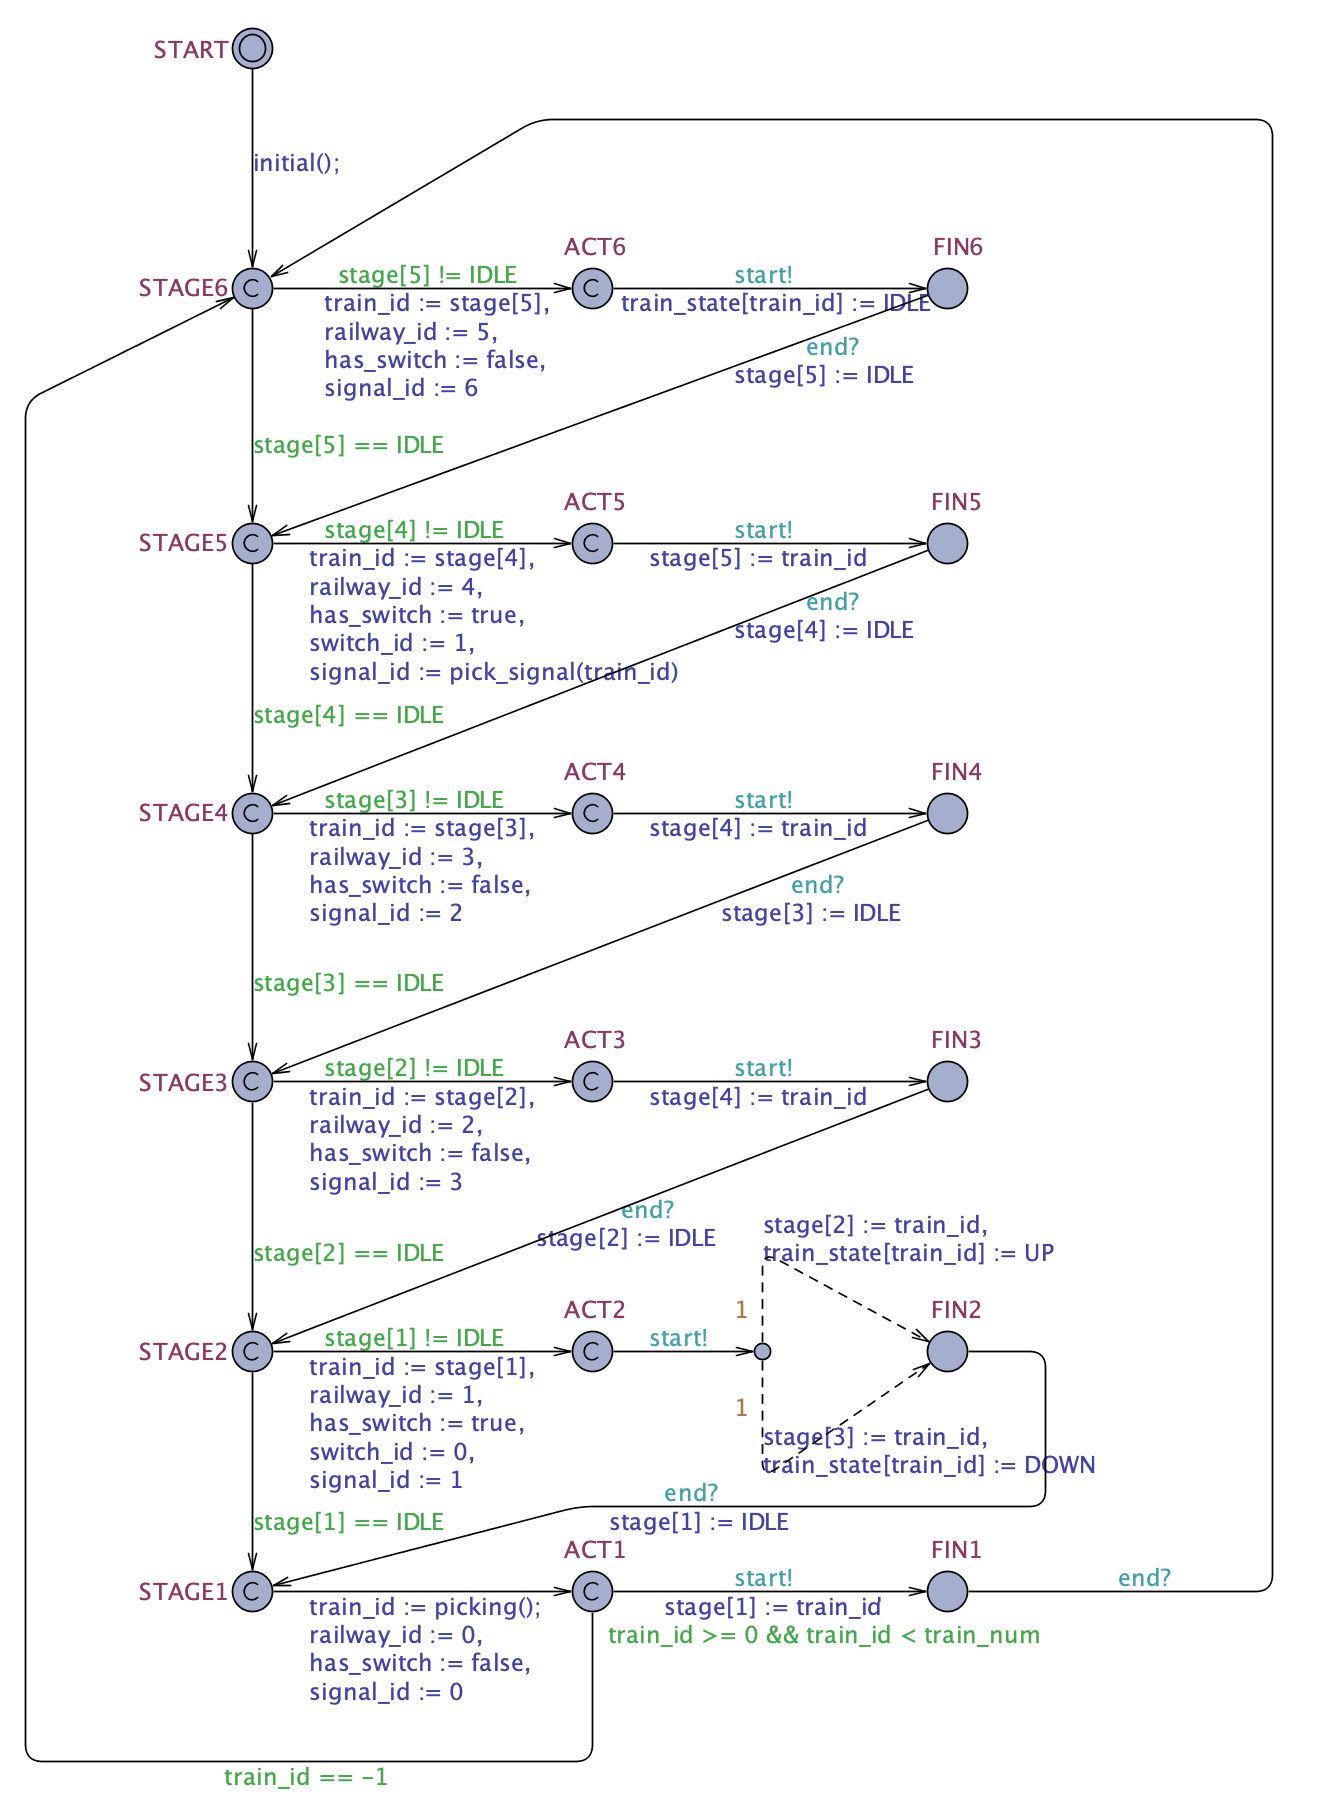 START
initial();
ACT6
FIN6
STAGE6
C
C
stage[5] != IDLE
start!
train_id := stage[5],
train_state[train_id] := IDLE
railway_id := 5,
has_switch := false,
signal_id := 6
end?
stage[5] := IDLE
stage[5] == IDLE
ACT5
FIN5
STAGE5
C
C
stage[4] != IDLE
start!
train_id := stage[4],
stage[5] := train_id
railway_id := 4,
has_switch := true,
switch_id := 1,
signal_id := pick_signal(train_id)
end?
stage[4] := IDLE
stage[4] == IDLE
ACT4
FIN4
STAGE4
C
C
stage[3] != IDLE
start!
train_id := stage[3],
stage[4] := train_id
railway_id := 3,
has_switch := false,
signal_id := 2
end?
stage[3] := IDLE
stage[3] == IDLE
ACT3
FIN3
STAGE3
C
C
stage[2] != IDLE
start!
train_id := stage[2],
stage[4] := train_id
railway_id := 2,
has_switch := false,
signal_id := 3
end?
stage[2] := IDLE
stage[2] == IDLE
stage[2] := train_id,
train_state[train_id] := UP
ACT2
1
FIN2
STAGE2
C
C
stage[1] != IDLE
start!
train_id := stage[1],
railway_id := 1,
has_switch := true,
switch_id := 0,
signal_id := 1
1
stage[3] := train_id,
train_state[train_id] := DOWN
end?
stage[1] := IDLE
stage[1] == IDLE
ACT1
FIN1
STAGE1
C
C
start!
end?
train_id := picking();
stage[1] := train_id
railway_id := 0,
train_id >= 0 && train_id < train_num
has_switch := false,
signal_id := 0
train_id == -1